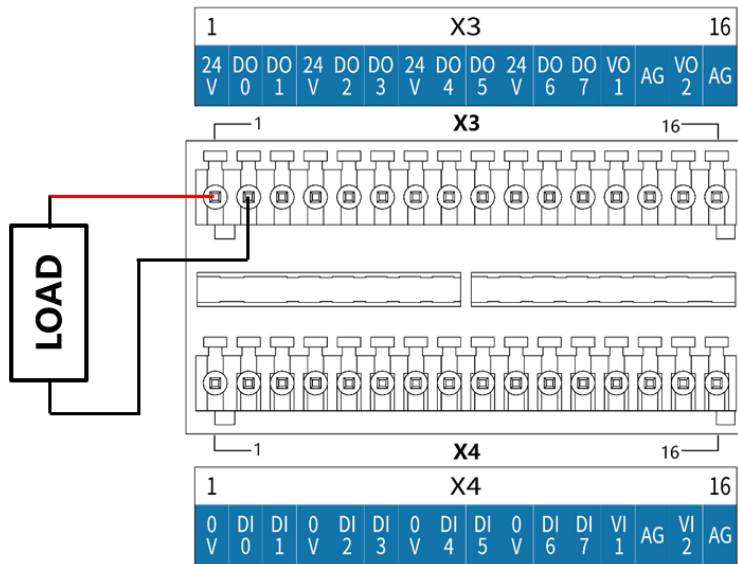 1 X3 16
24 V DO 0 DO 1 24 V DO 2 DO 3 24 V DO 4 DO 5 24 V DO 6 DO 7 VO 1 AG VO 2 AG
1 X3 16
LOAD
1 X4 16
1 X4 16
0 V DI 0 DI 1 0 V DI 2 DI 3 0 V DI 4 DI 5 0 V DI 6 DI 7 VI 1 AG VI 2 AG